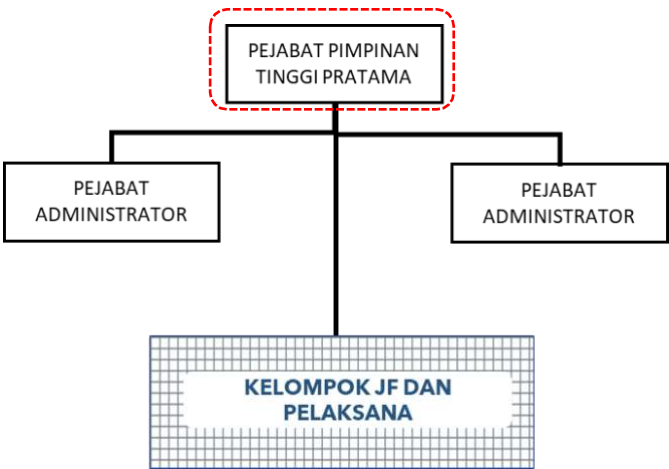 PEJABAT PIMPINAN
TINGGI PRATAMA
PEJABAT
ADMINISTRATOR
PEJABAT
ADMINISTRATOR
KELOMPOK JF DAN
PELAKSANA